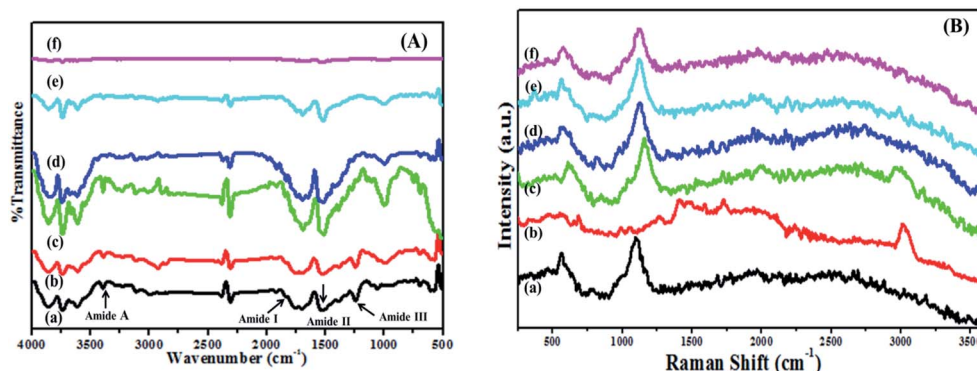 (A)
(f)
(e)
(d)
(c)
(b)
(a)
Amide A
Amide I
Amide II
Amide III
%Transmittance
4000 3500 3000 2500 2000 1500 1000 500
Wavenumber (cm-1)
(B)
(f)
(e)
(d)
(c)
(b)
(a)
Intensity (a.u.)
500 1000 1500 2000 2500 3000 3500
Raman Shift (cm-1)